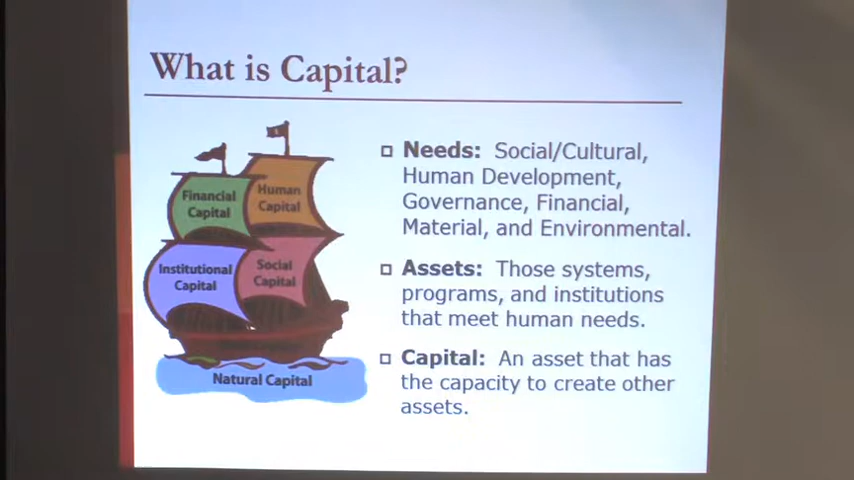 What is Capital?
Financial
Capital
Human
Capital
Institutional
Capital
Social
Capital
Natural Capital
Needs: Social/Cultural,
Human Development,
Governance, Financial,
Material, and Environmental.
Assets: Those systems,
programs, and institutions
that meet human needs.
Capital: An asset that has
the capacity to create other
assets.